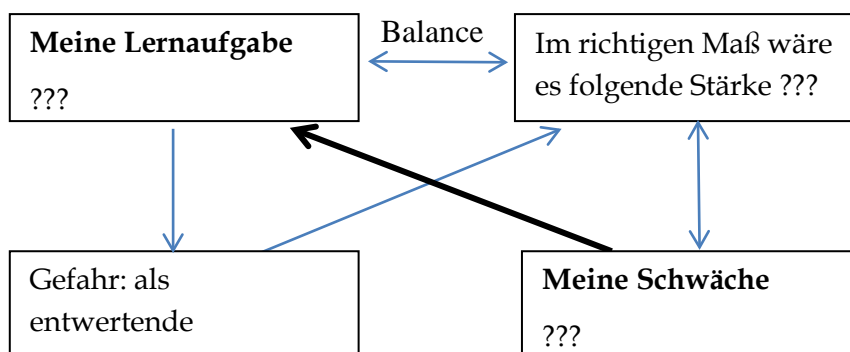 Meine Lernaufgabe
???
Balance
Im richtigen Maß wäre
es folgende Stärke ???
Gefahr: als
entwertende
Meine Schwäche
???